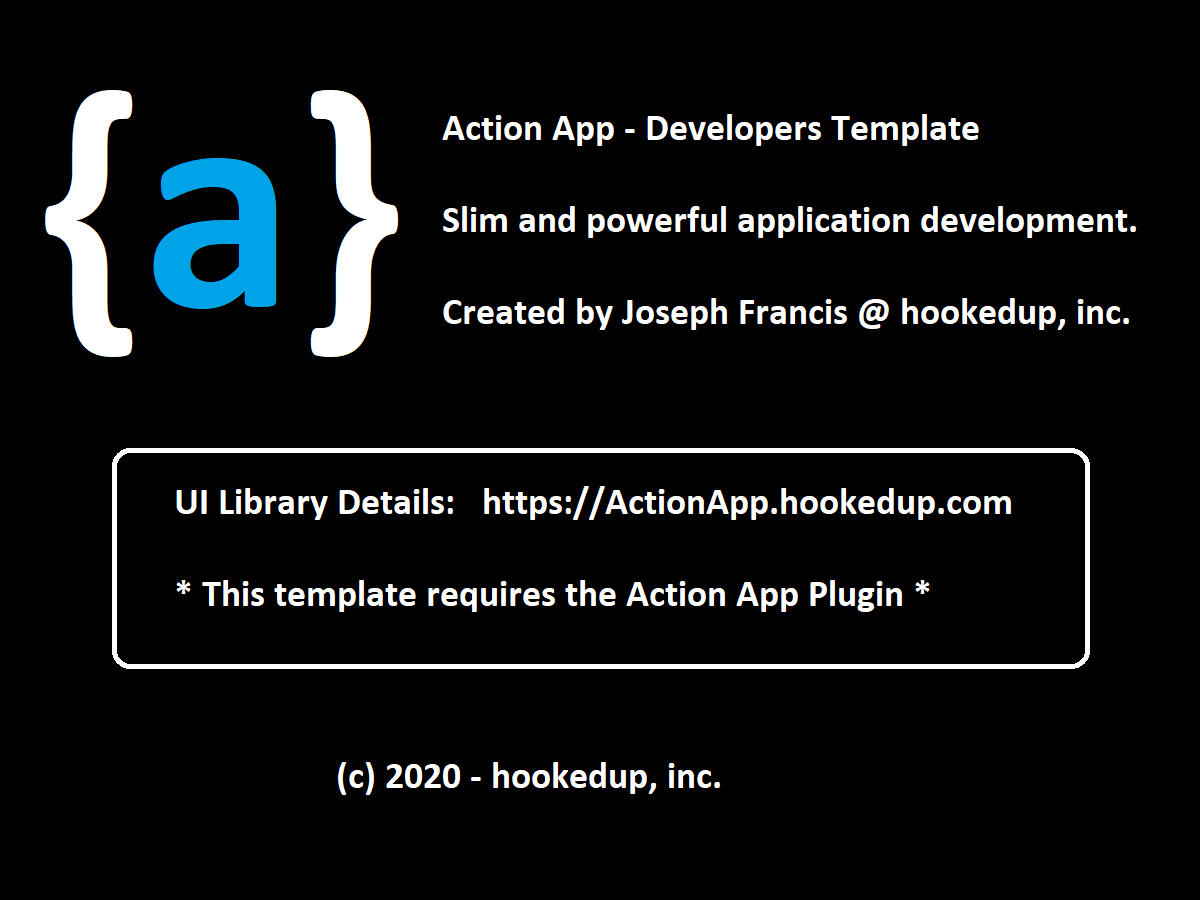 {a}
Action App - Developers Template
Slim and powerful application development.
Created by Joseph Francis @ hookedup, inc.
UI Library Details: https://ActionApp.hookedup.com
* This template requires the Action App Plugin *
(c) 2020 - hookedup, inc.